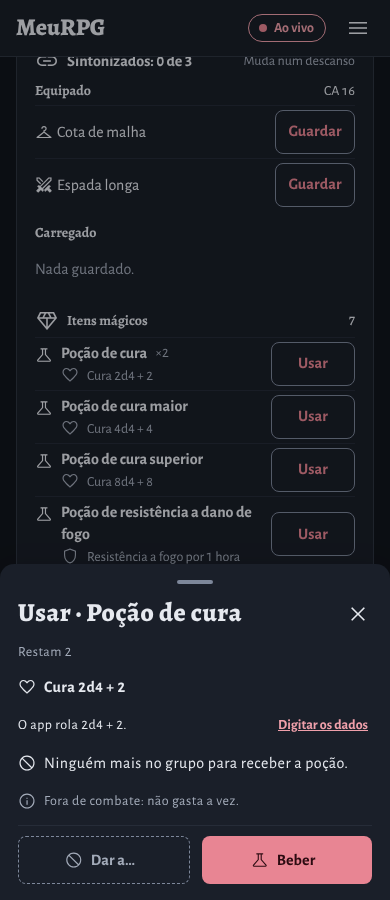 MeuRPG
Ao vivo
Sintonizados: 0 de 3
Muda num descanso
Equipado
CA 16
Cota de malha
Guardar
Espada longa
Guardar
Carregado
Nada guardado.
Itens mágicos
7
Poção de cura ×2
Cura 2d4 + 2
Usar
Poção de cura maior
Cura 4d4 + 4
Usar
Poção de cura superior
Cura 8d4 + 8
Usar
Poção de resistência a dano de
fogo
Resistência a fogo por 1 hora
Usar
Usar · Poção de cura
Restam 2
Cura 2d4 + 2
O app rola 2d4 + 2.
Digitar os dados
Ninguém mais no grupo para receber a poção.
Fora de combate: não gasta a vez.
Dar a...
Beber